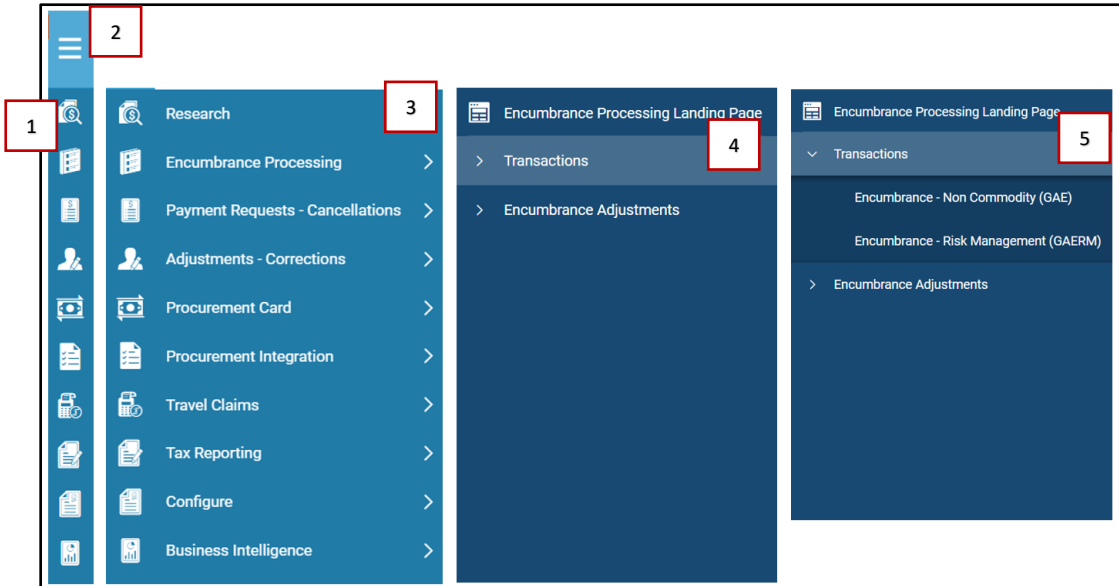 2
1
3
Research
Encumbrance Processing
Payment Requests - Cancellations
Adjustments - Corrections
Procurement Card
Procurement Integration
Travel Claims
Tax Reporting
Configure
Business Intelligence
Encumbrance Processing Landing Page
4
Transactions
Encumbrance Adjustments
Encumbrance Processing Landing Page
5
Transactions
Encumbrance - Non Commodity (GAE)
Encumbrance - Risk Management (GAERM)
Encumbrance Adjustments